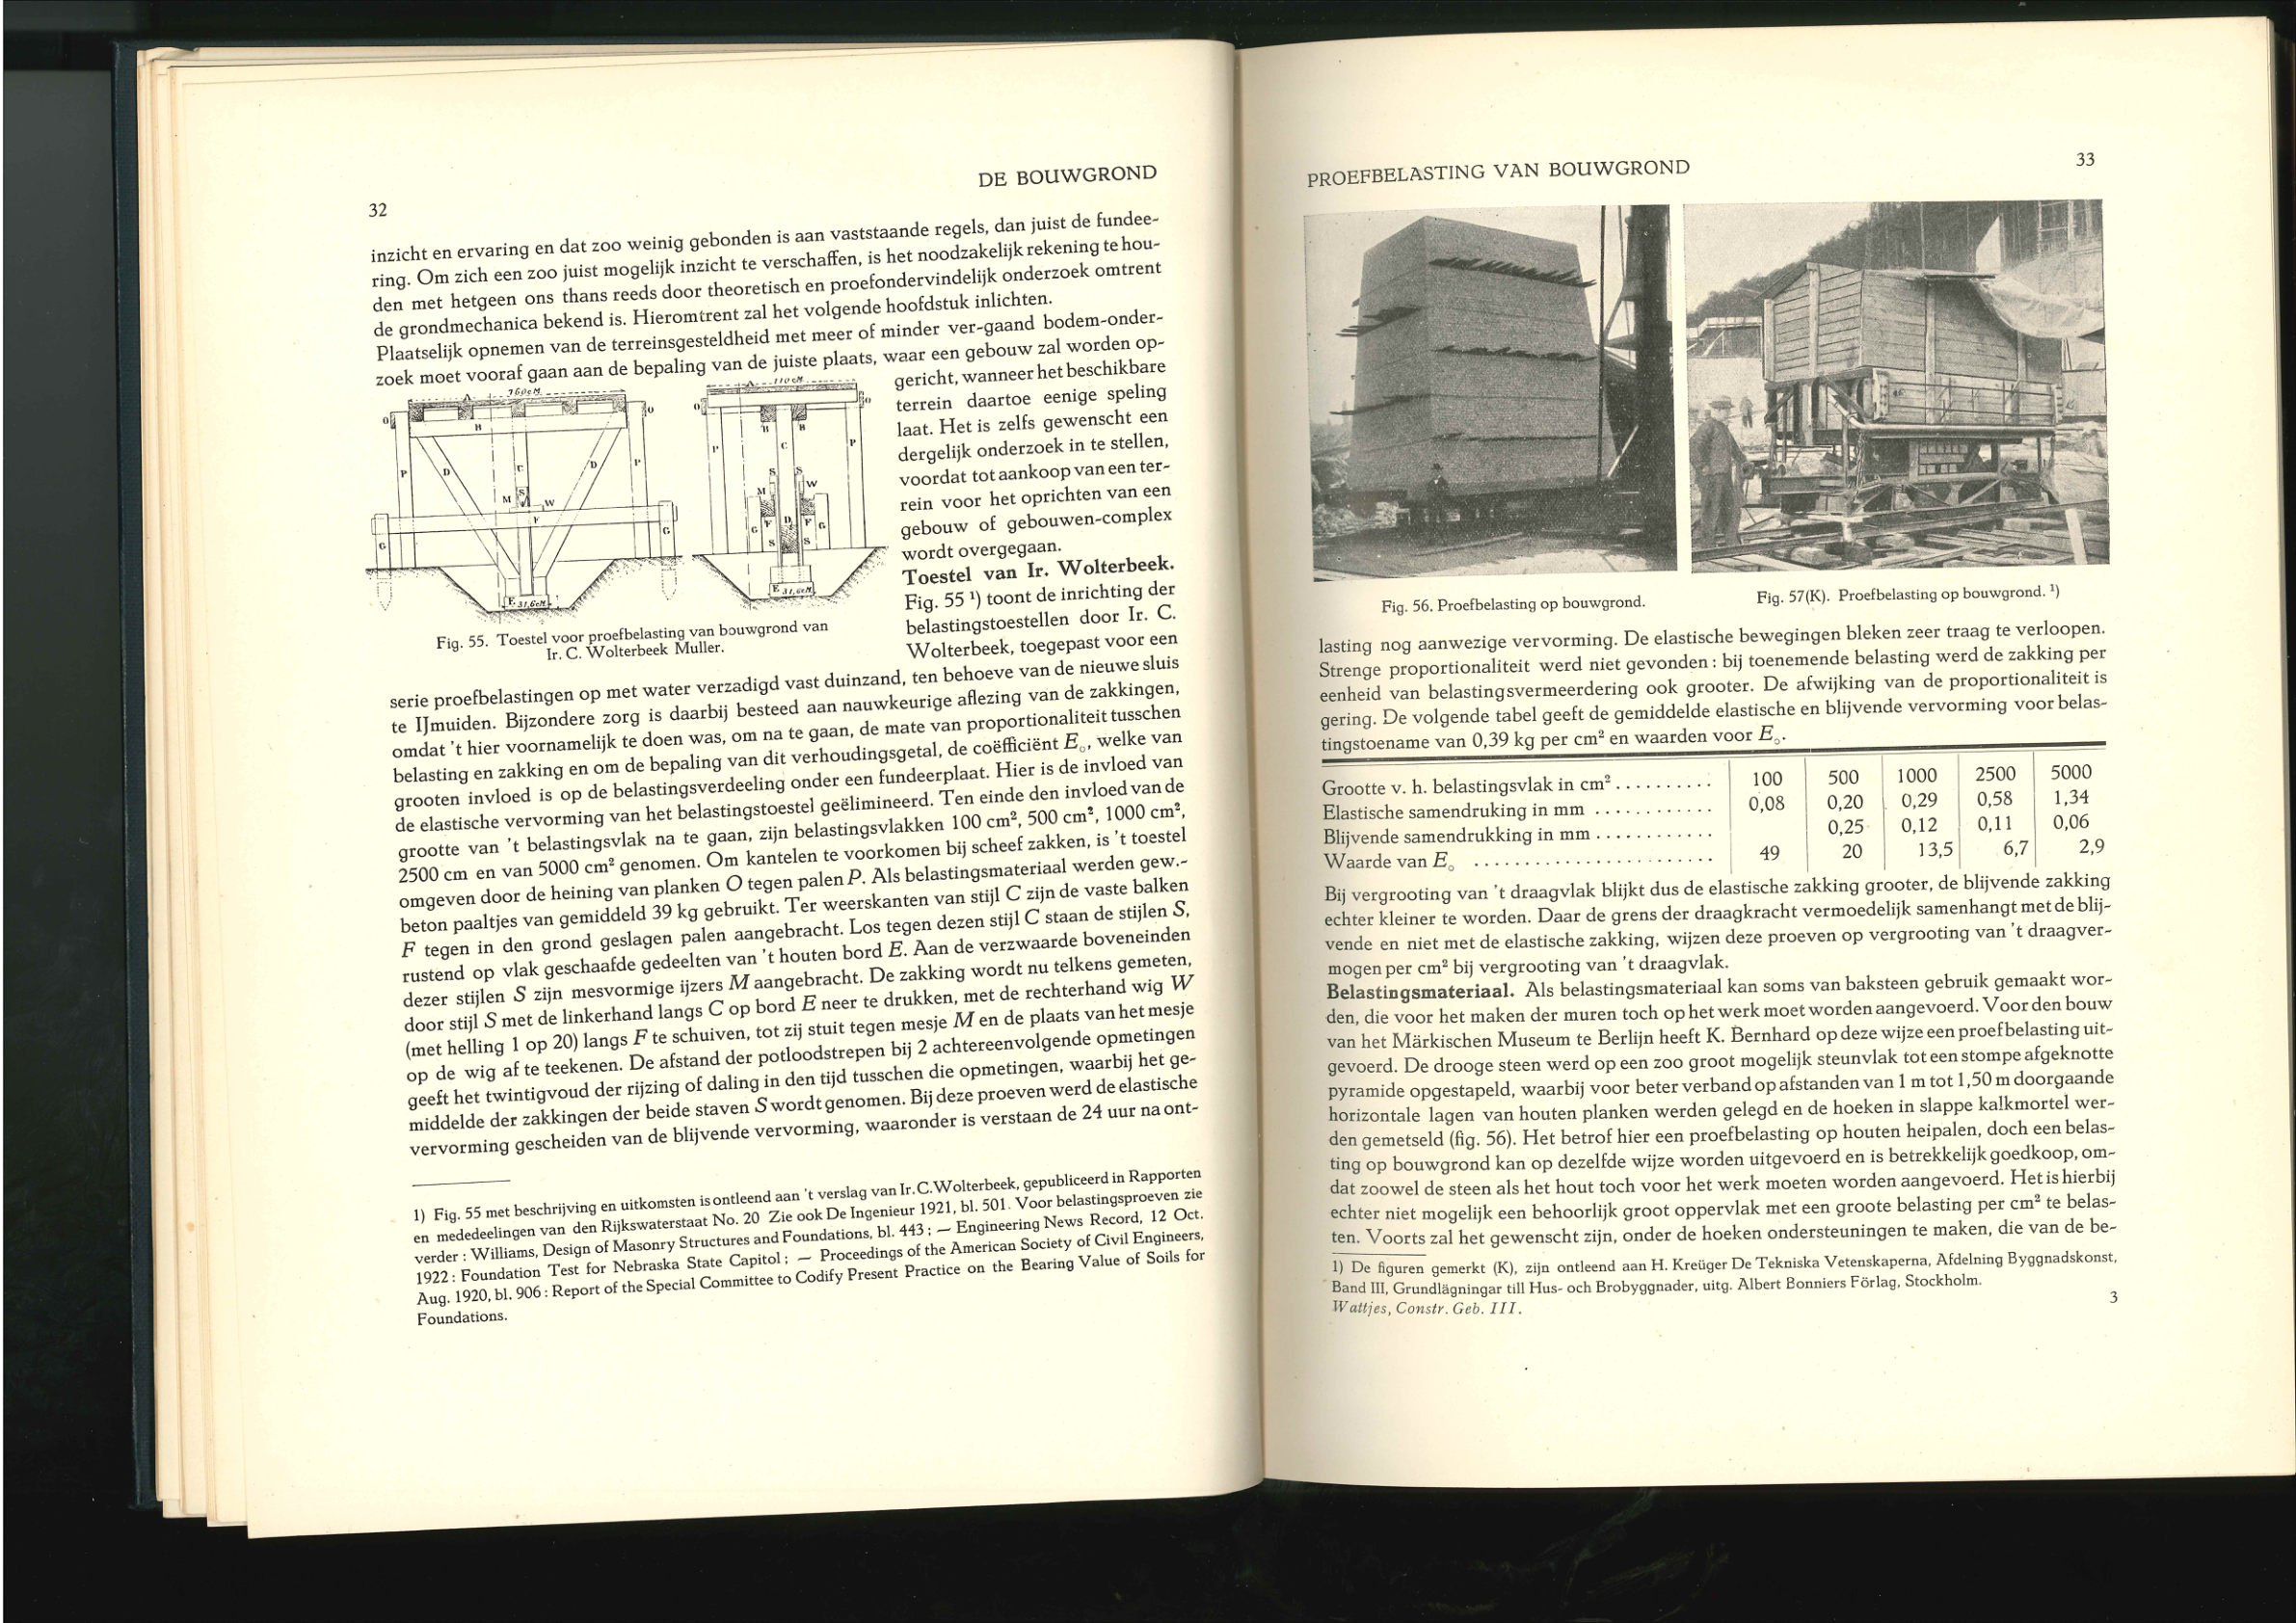 DE BOUWGROND
32
inzicht en ervaring en dat zoo weinig gebonden is aan vaststaande regels, dan juist de fundee-
ring. Om zich een zoo juist mogelijk inzicht te verschaffen, is het noodzakelijk rekening te hou-
den met hetgeen ons thans reeds door theoretisch en proefondervindelijk onderzoek omtrent
de grondmechanica bekend is. Hieromtrent zal het volgende hoofdstuk inlichten.
Plaatselijk opnemen van de terreinsgesteldheid met meer of minder ver-gaand bodem-onder-
zoek moet vooraf gaan aan de bepaling van de juiste plaats, waar een gebouw zal worden op-
gericht, wanneer het beschikbare
terrein daartoe eenige speling
laat. Het is zelfs gewenscht een
dergelijk onderzoek in te stellen,
voordat tot aankoop van een ter-
rein voor het oprichten van een
gebouw of gebouwen-complex
wordt overgegaan.
Toestel van Ir. Wolterbeek.
Fig. 55 ¹) toont de inrichting der
belastingstoestellen door Ir. C.
Wolterbeek, toegepast voor een
A 760cM.
O O
B
P P
D D
C
S
M W
F
G G
E 31,6cM.
A 110cM
O O
B B
P P
C
S S
M W
G F D F G
S S
E 31,6cM.
Fig. 55. Toestel voor proefbelasting van bouwgrond van
Ir. C. Wolterbeek Muller.
serie proefbelastingen op met water verzadigd vast duinzand, ten behoeve van de nieuwe sluis
te IJmuiden. Bijzondere zorg is daarbij besteed aan nauwkeurige aflezing van de zakkingen,
omdat 't hier voornamelijk te doen was, om na te gaan, de mate van proportionaliteit tusschen
belasting en zakking en om de bepaling van dit verhoudingsgetal, de coëfficiënt E₀, welke van
grooten invloed is op de belastingsverdeeling onder een fundeerplaat. Hier is de invloed van
de elastische vervorming van het belastingstoestel geëlimineerd. Ten einde den invloed van de
grootte van 't belastingsvlak na te gaan, zijn belastingsvlakken 100 cm², 500 cm², 1000 cm²,
2500 cm en van 5000 cm² genomen. Om kantelen te voorkomen bij scheef zakken, is 't toestel
omgeven door de heining van planken O tegen palen P. Als belastingsmateriaal werden gew.-
beton paaltjes van gemiddeld 39 kg gebruikt. Ter weerskanten van stijl C zijn de vaste balken
F tegen in den grond geslagen palen aangebracht. Los tegen dezen stijl C staan de stijlen S,
rustend op vlak geschaafde gedeelten van 't houten bord E. Aan de verzwaarde boveneinden
dezer stijlen S zijn mesvormige ijzers M aangebracht. De zakking wordt nu telkens gemeten,
door stijl S met de linkerhand langs C op bord E neer te drukken, met de rechterhand wig W
(met helling 1 op 20) langs F te schuiven, tot zij stuit tegen mesje M en de plaats van het mesje
op de wig af te teekenen. De afstand der potloodstrepen bij 2 achtereenvolgende opmetingen
geeft het twintigvoud der rijzing of daling in den tijd tusschen die opmetingen, waarbij het ge-
middelde der zakkingen der beide staven S wordt genomen. Bij deze proeven werd de elastische
vervorming gescheiden van de blijvende vervorming, waaronder is verstaan de 24 uur na ont-
1) Fig. 55 met beschrijving en uitkomsten is ontleend aan 't verslag van Ir. C. Wolterbeek, gepubliceerd in Rapporten
en mededeelingen van den Rijkswaterstaat No. 20 Zie ook De Ingenieur 1921, bl. 501. Voor belastingsproeven zie
verder : Williams, Design of Masonry Structures and Foundations, bl. 443 ; — Engineering News Record, 12 Oct.
1922 : Foundation Test for Nebraska State Capitol ; — Proceedings of the American Society of Civil Engineers,
Aug. 1920, bl. 906 : Report of the Special Committee to Codify Present Practice on the Bearing Value of Soils for
Foundations.
PROEFBELASTING VAN BOUWGROND
33
Fig. 56. Proefbelasting op bouwgrond.
Fig. 57(K). Proefbelasting op bouwgrond. ¹)
lasting nog aanwezige vervorming. De elastische bewegingen bleken zeer traag te verloopen.
Strenge proportionaliteit werd niet gevonden : bij toenemende belasting werd de zakking per
eenheid van belastingsvermeerdering ook grooter. De afwijking van de proportionaliteit is
gering. De volgende tabel geeft de gemiddelde elastische en blijvende vervorming voor belas-
tingstoename van 0,39 kg per cm² en waarden voor E₀.
Grootte v. h. belastingsvlak in cm² . . . . . . . . . . 100 500 1000 2500 5000
Elastische samendruking in mm . . . . . . . . . . . . 0,08 0,20 0,29 0,58 1,34
Blijvende samendrukking in mm . . . . . . . . . . . . 0,25 0,12 0,11 0,06
Waarde van E₀ . . . . . . . . . . . . . . . . . . . . . . . . 49 20 13,5 6,7 2,9
Bij vergrooting van 't draagvlak blijkt dus de elastische zakking grooter, de blijvende zakking
echter kleiner te worden. Daar de grens der draagkracht vermoedelijk samenhangt met de blij-
vende en niet met de elastische zakking, wijzen deze proeven op vergrooting van 't draagver-
mogen per cm² bij vergrooting van 't draagvlak.
Belastingsmateriaal. Als belastingsmateriaal kan soms van baksteen gebruik gemaakt wor-
den, die voor het maken der muren toch op het werk moet worden aangevoerd. Voor den bouw
van het Märkischen Museum te Berlijn heeft K. Bernhard op deze wijze een proefbelasting uit-
gevoerd. De drooge steen werd op een zoo groot mogelijk steunvlak tot een stompe afgeknotte
pyramide opgestapeld, waarbij voor beter verband op afstanden van 1 m tot 1,50 m doorgaande
horizontale lagen van houten planken werden gelegd en de hoeken in slappe kalkmortel wer-
den gemetseld (fig. 56). Het betrof hier een proefbelasting op houten heipalen, doch een belas-
ting op bouwgrond kan op dezelfde wijze worden uitgevoerd en is betrekkelijk goedkoop, om-
dat zoowel de steen als het hout toch voor het werk moeten worden aangevoerd. Het is hierbij
echter niet mogelijk een behoorlijk groot oppervlak met een groote belasting per cm² te belas-
ten. Voorts zal het gewenscht zijn, onder de hoeken ondersteuningen te maken, die van de be-
1) De figuren gemerkt (K), zijn ontleend aan H. Kreüger De Tekniska Vetenskaperna, Afdelning Byggnadskonst,
Band III, Grundlägningar till Hus- och Brobyggnader, uitg. Albert Bonniers Förlag, Stockholm.
Wattjes, Constr. Geb. III.
3